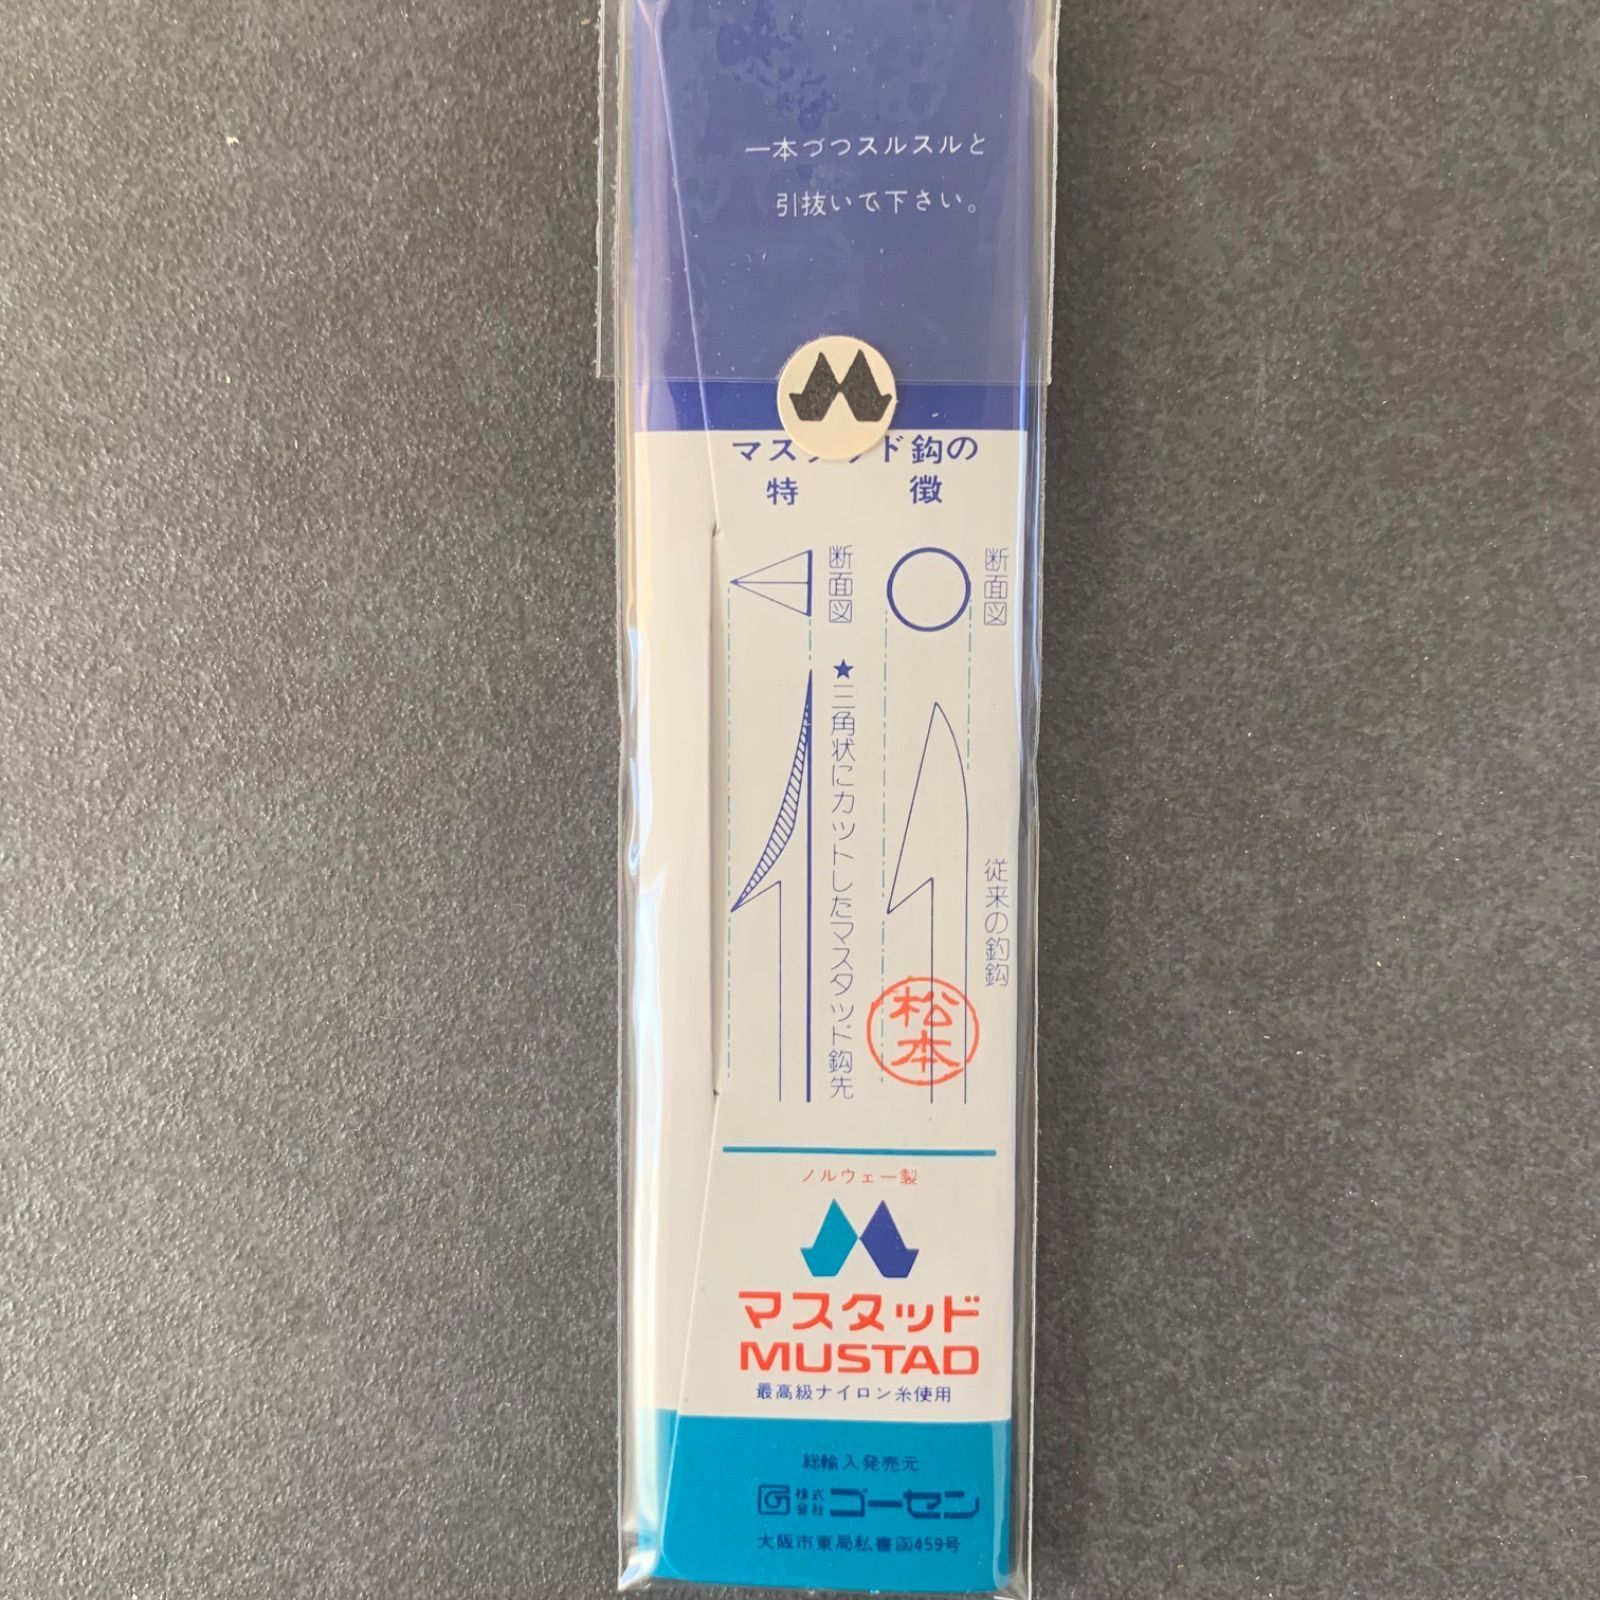 一本づつスルスルと
引抜いで下さい。
マスタッド鈎の
特徴
断面図
断面図
従来の釣鈎
★三角状にカットしたマスタッド鈎先
松本
ノルウェー製
マスタッド
MUSTAD
最高級ナイロン糸使用
総輸入発売元
株式会社ゴーセン
大阪市東局私書函459号